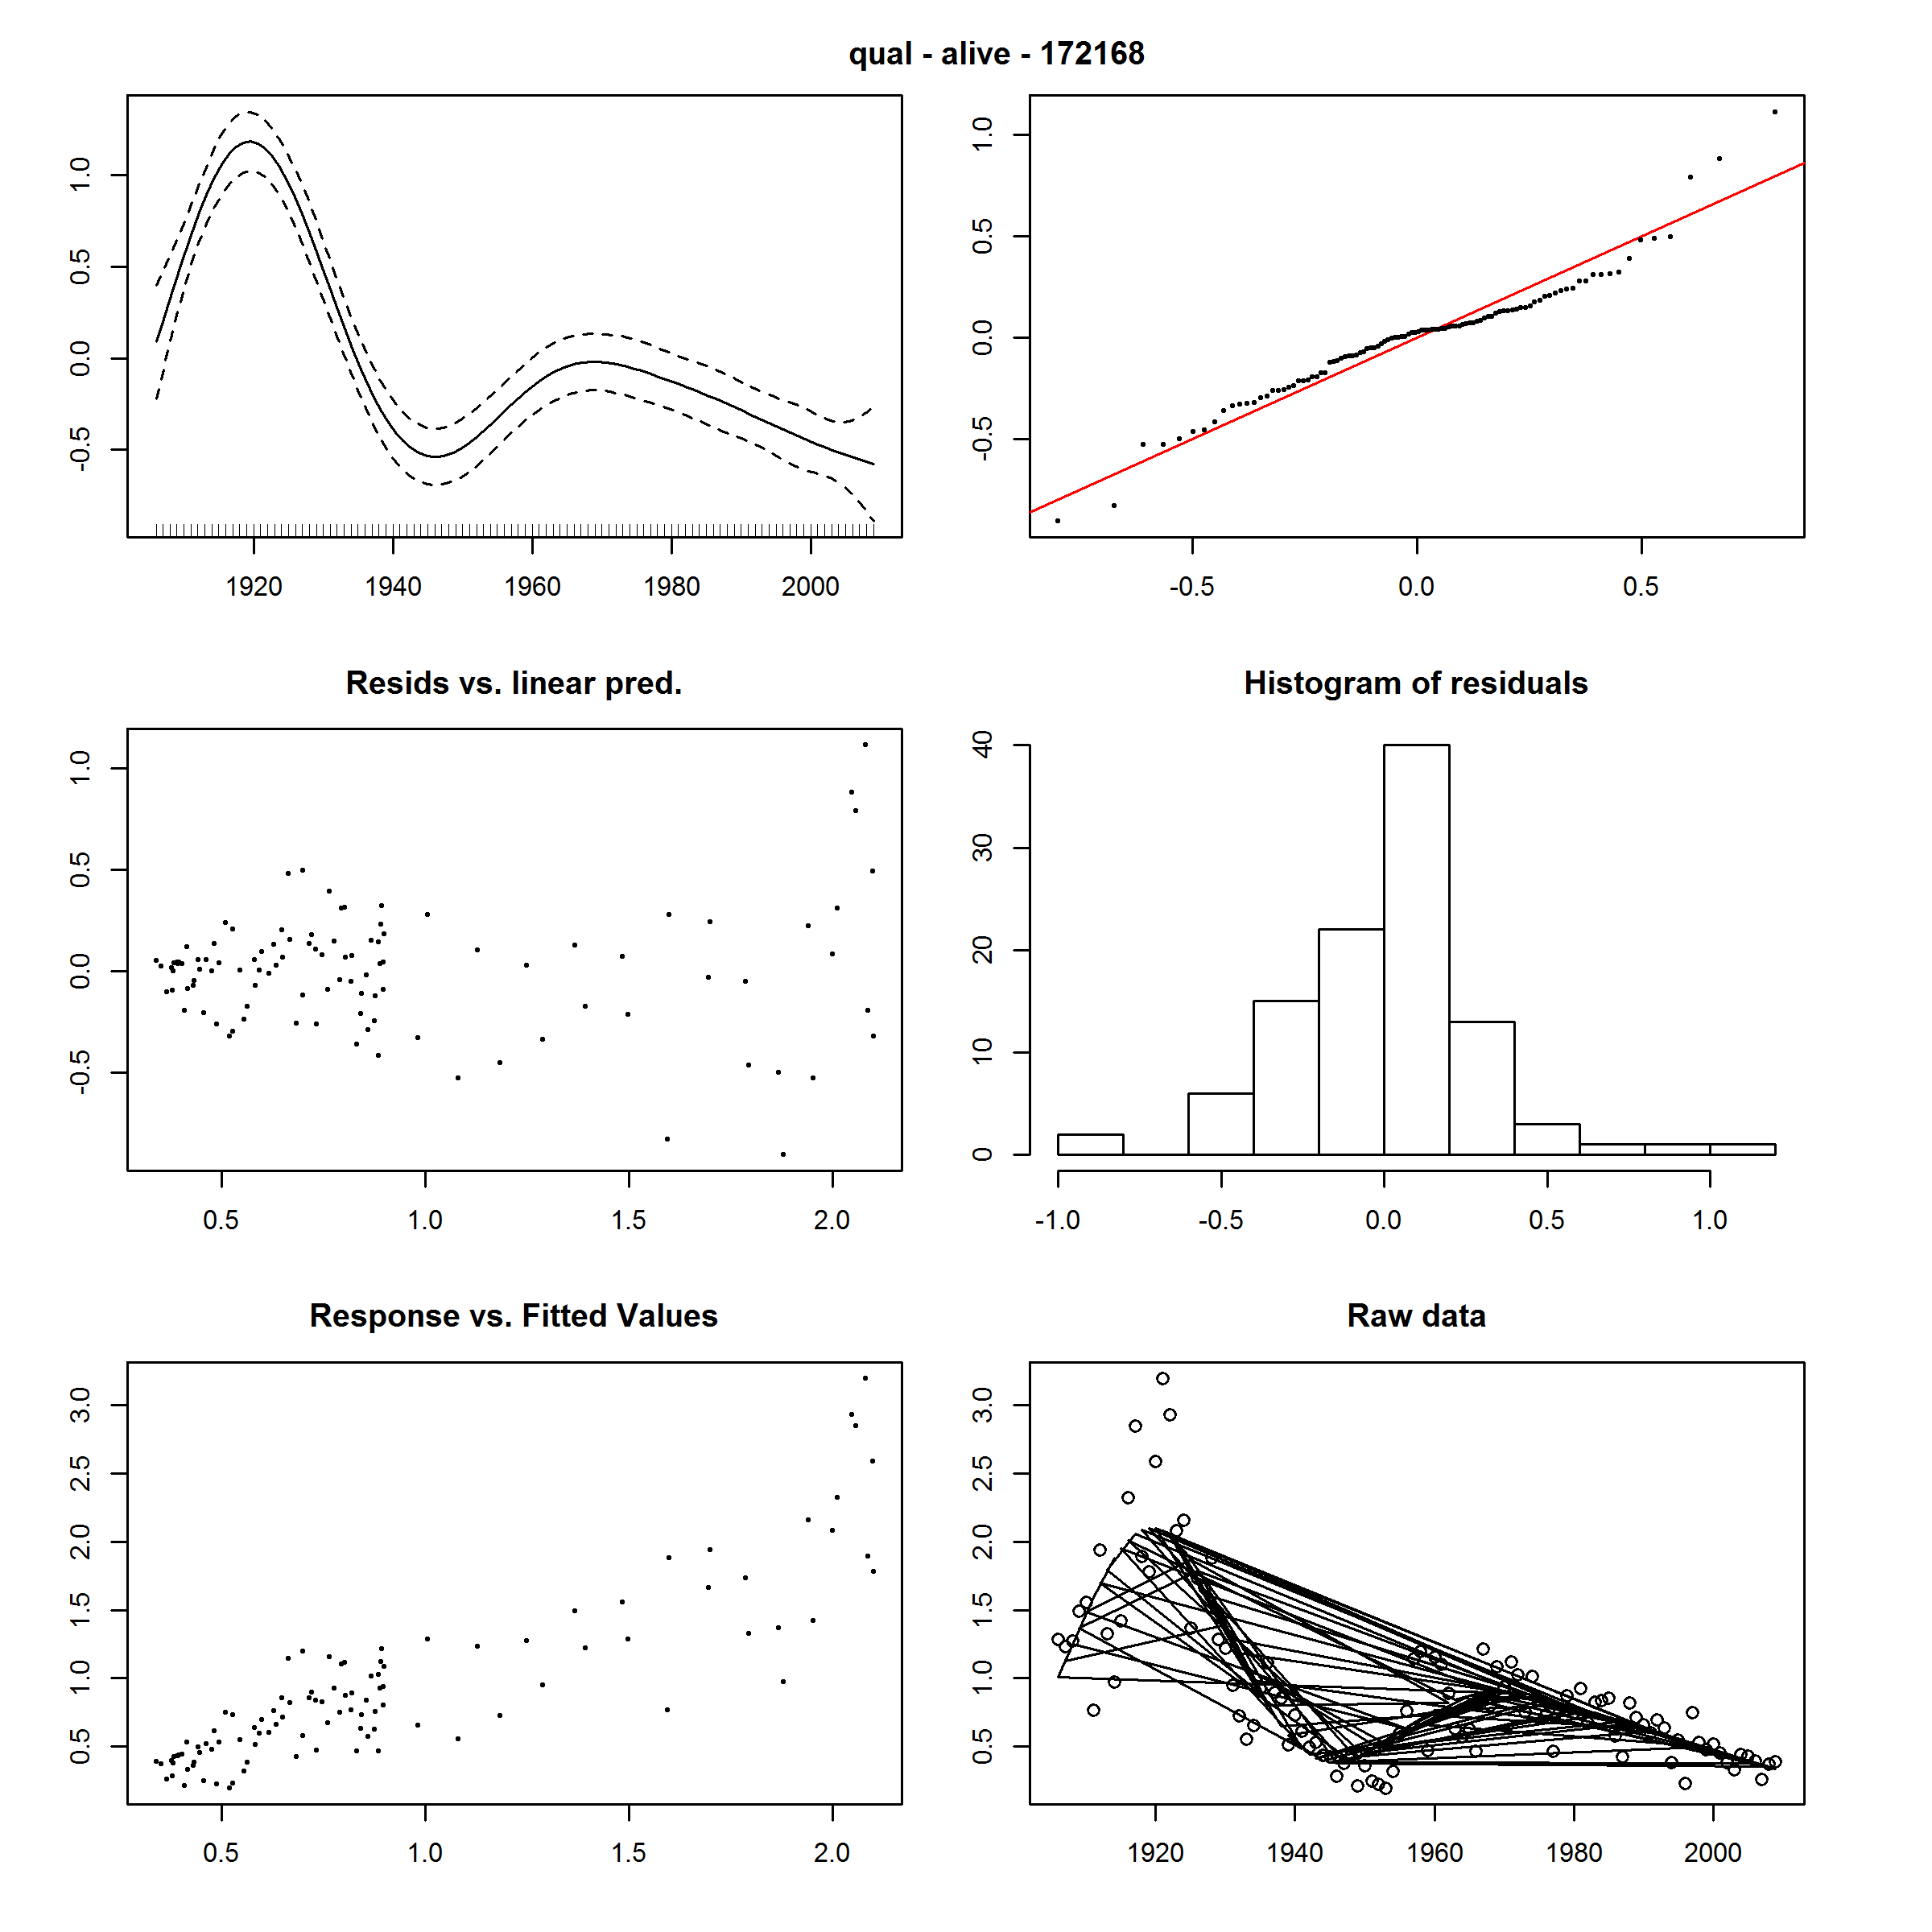 qual - alive - 172168
1.0
0.5
0.0
-0.5
1920 1940 1960 1980 2000
1.0
0.5
0.0
-0.5
-0.5 0.0 0.5
Resids vs. linear pred.
1.0
0.5
0.0
-0.5
0.5 1.0 1.5 2.0
Histogram of residuals
40
30
20
10
0
-1.0 -0.5 0.0 0.5 1.0
Response vs. Fitted Values
3.0
2.5
2.0
1.5
1.0
0.5
0.5 1.0 1.5 2.0
Raw data
3.0
2.5
2.0
1.5
1.0
0.5
1920 1940 1960 1980 2000